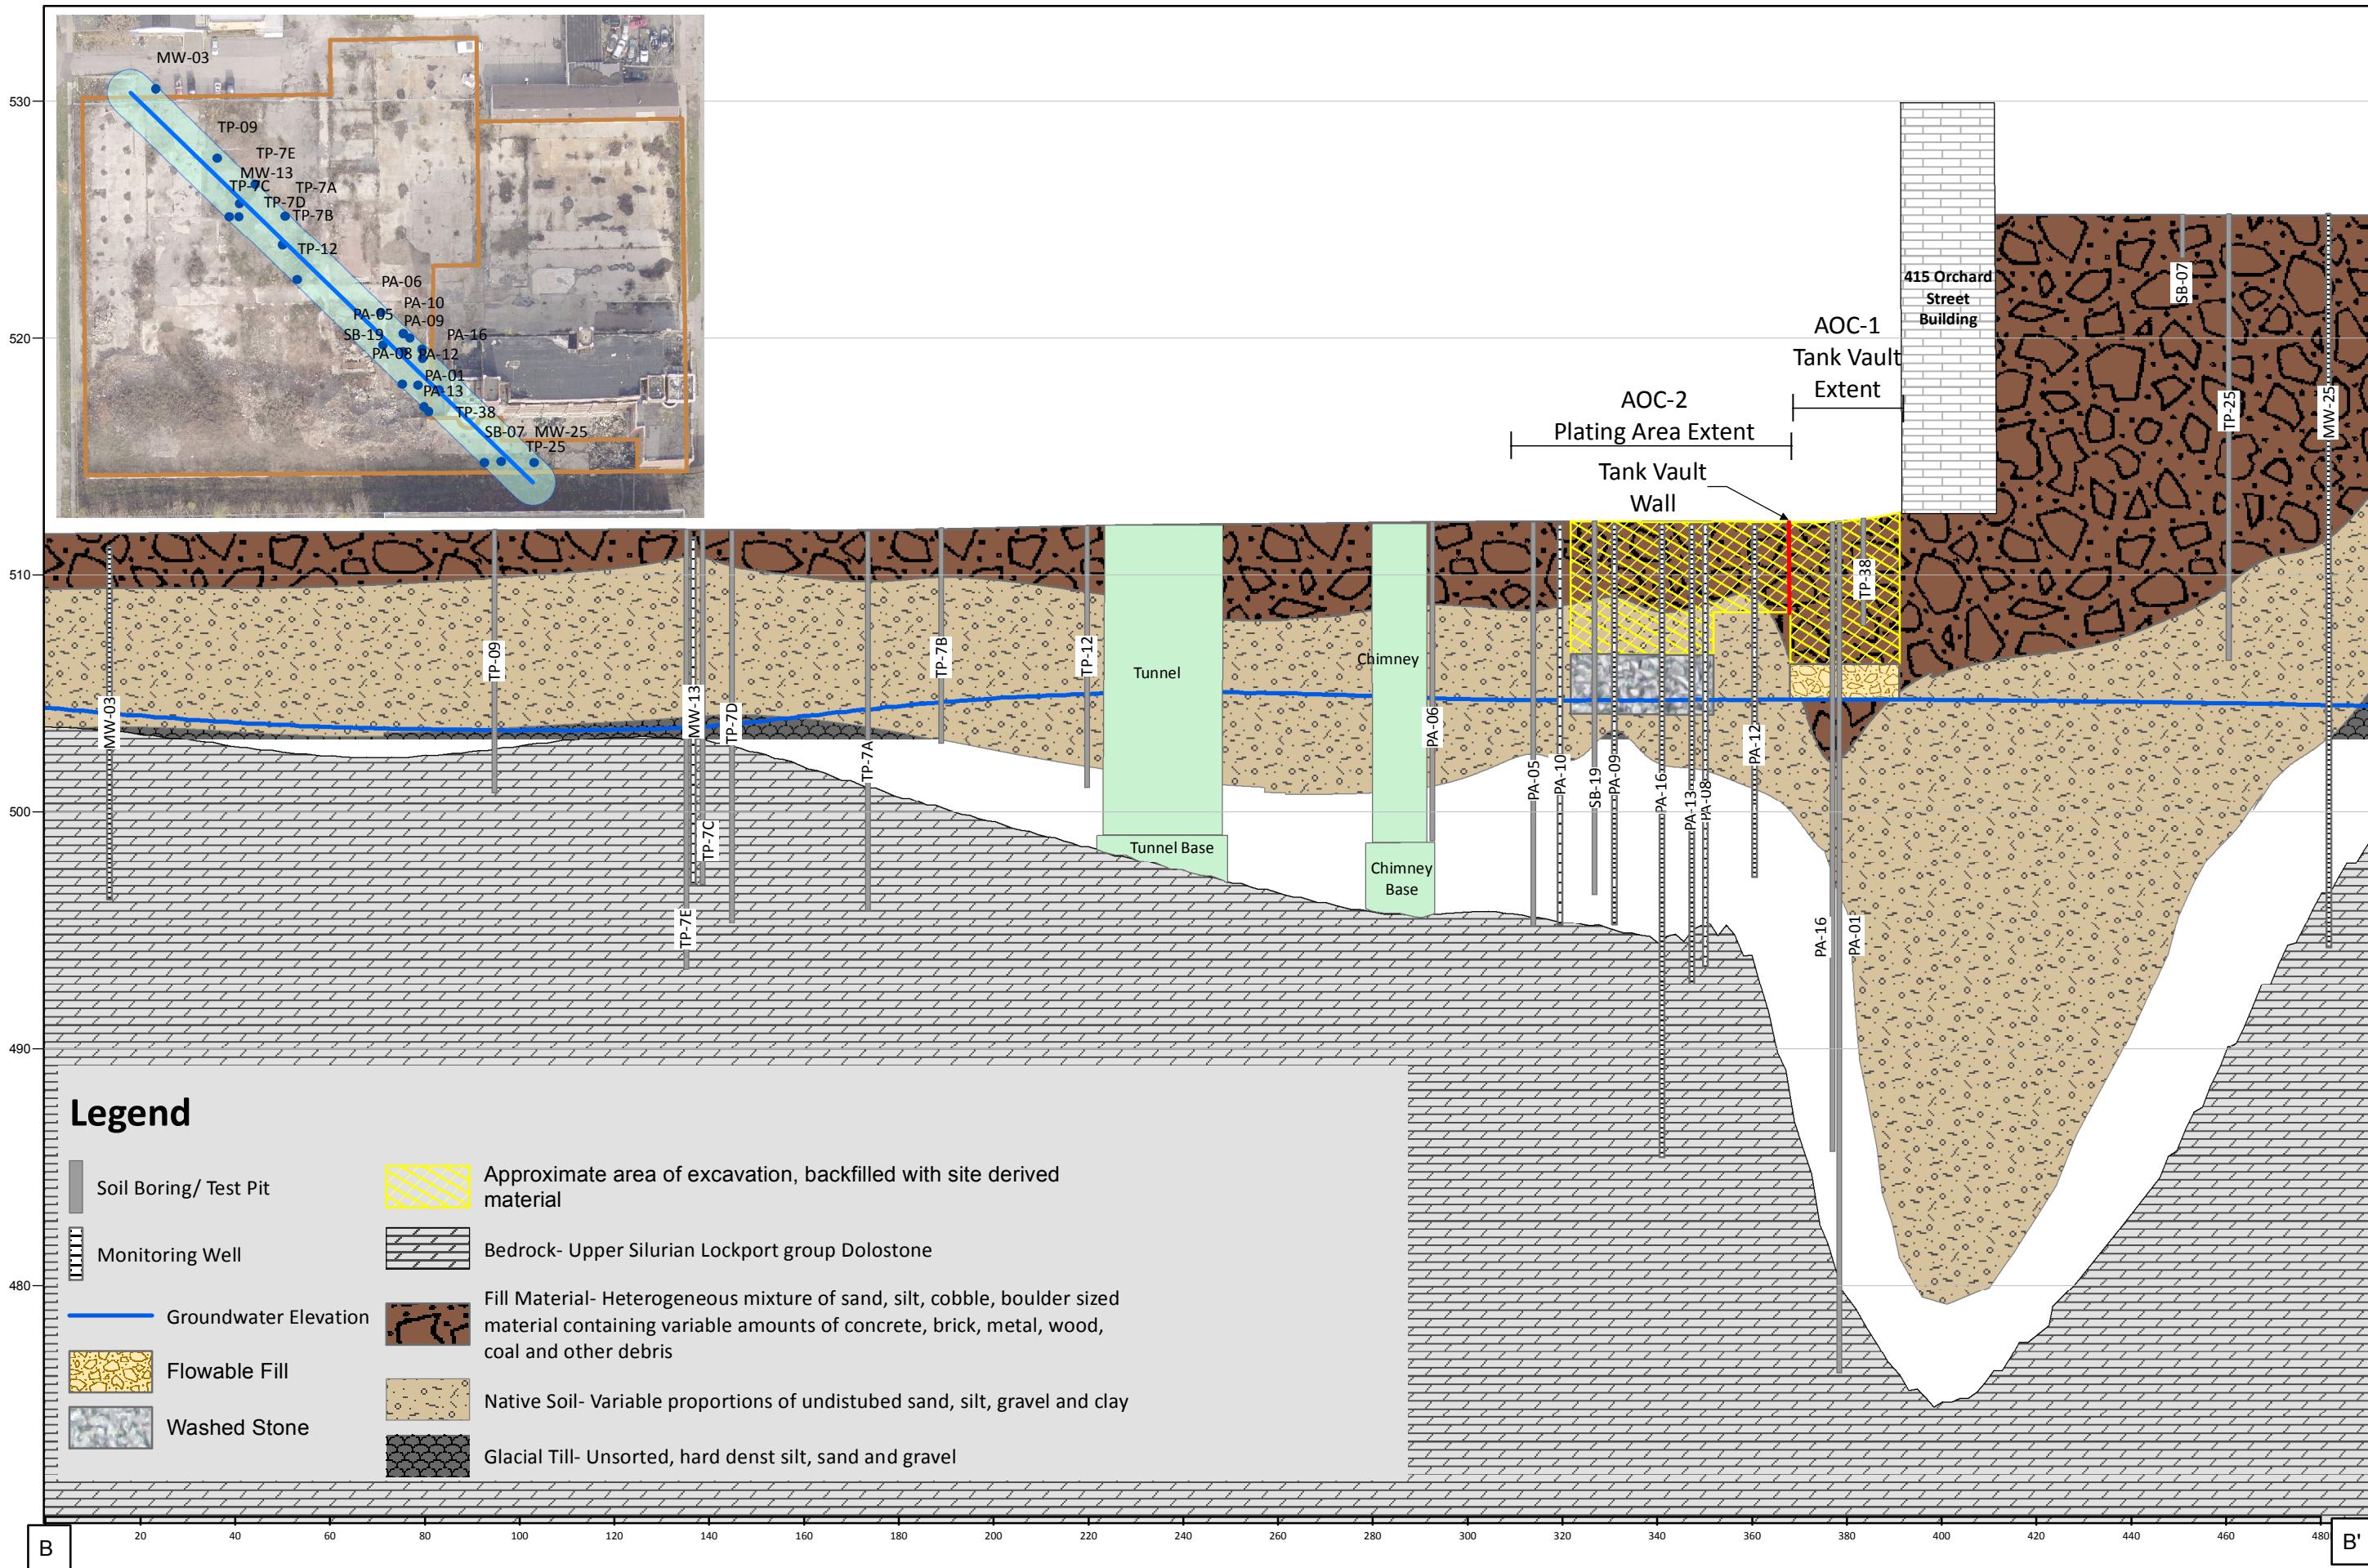 MW-03
TP-09
TP-7E
MW-13
TP-7C
TP-7A
TP-7D
TP-7B
TP-12
PA-06
PA-10
PA-05
PA-09
SB-19
PA-16
PA-08
PA-12
PA-01
PA-13
TP-38
SB-07
MW-25
TP-25
530
520
510
500
490
480
AOC-1
Tank Vault
Extent
AOC-2
Plating Area Extent
Tank Vault
Wall
415 Orchard
Street
Building
SB-07
TP-25
MW-25
TP-38
MW-03
TP-09
MW-13
TP-7E
TP-7C
TP-7D
TP-7A
TP-7B
TP-12
Tunnel
Tunnel Base
Chimney
Chimney
Base
PA-06
PA-05
PA-10
SB-19
PA-09
PA-16
PA-13
PA-08
PA-12
PA-16
PA-01
Legend
Soil Boring/ Test Pit
Monitoring Well
Groundwater Elevation
Flowable Fill
Washed Stone
Approximate area of excavation, backfilled with site derived
material
Bedrock- Upper Silurian Lockport group Dolostone
Fill Material- Heterogeneous mixture of sand, silt, cobble, boulder sized
material containing variable amounts of concrete, brick, metal, wood,
coal and other debris
Native Soil- Variable proportions of undistubed sand, silt, gravel and clay
Glacial Till- Unsorted, hard denst silt, sand and gravel
20 40 60 80 100 120 140 160 180 200 220 240 260 280 300 320 340 360 380 400 420 440 460 480
B
B'